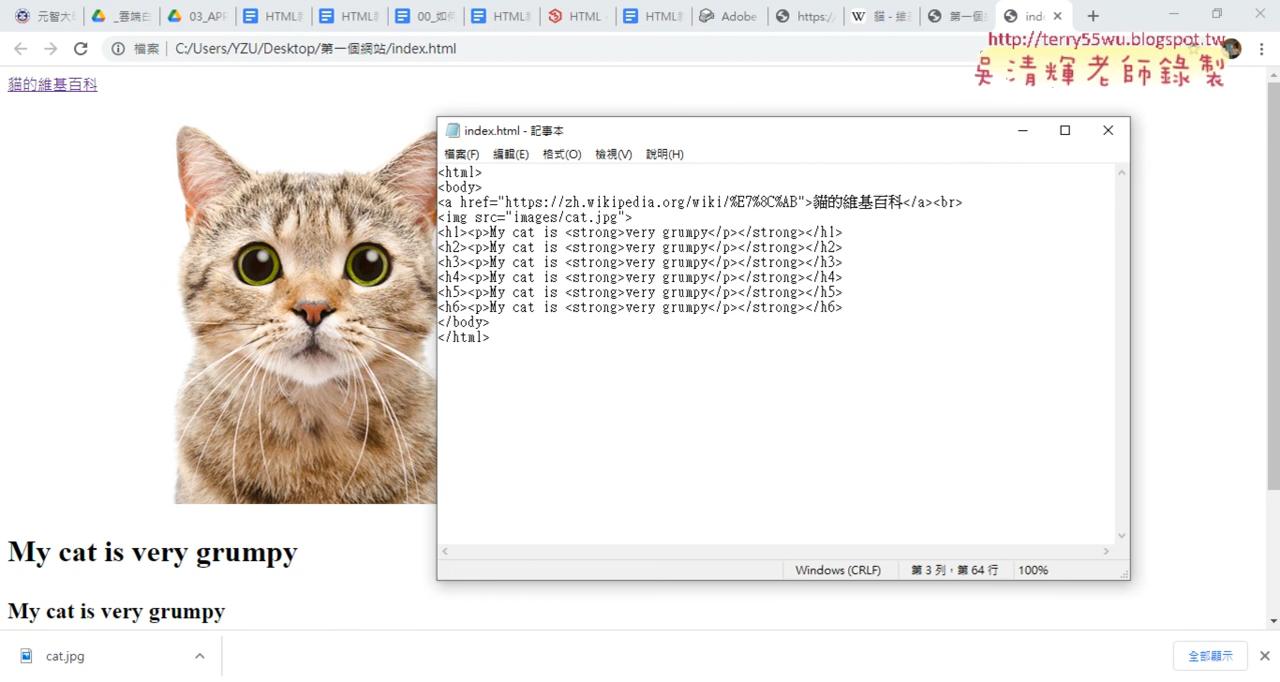 元智大
_雲端白
03_APP
HTML
HTML
00_如何
HTML
HTML
HTML
Adobe
https:/
W 貓 - 維基
第一個
ind
檔案 C:/Users/YZU/Desktop/第一個網站/index.html
http://terry55wu.blogspot.tw
吳清輝老師錄製
貓的維基百科
index.html - 記事本
檔案(F) 編輯(E) 格式(O) 檢視(V) 說明(H)
<html>
<body>
<a href="https://zh.wikipedia.org/wiki/%E7%8C%AB">貓的維基百科</a><br>
<img src="images/cat.jpg">
<h1><p>My cat is <strong>very grumpy</p></strong></h1>
<h2><p>My cat is <strong>very grumpy</p></strong></h2>
<h3><p>My cat is <strong>very grumpy</p></strong></h3>
<h4><p>My cat is <strong>very grumpy</p></strong></h4>
<h5><p>My cat is <strong>very grumpy</p></strong></h5>
<h6><p>My cat is <strong>very grumpy</p></strong></h6>
</body>
</html>
Windows (CRLF) 第 3 列，第 64 行 100%
My cat is very grumpy
My cat is very grumpy
cat.jpg
全部顯示